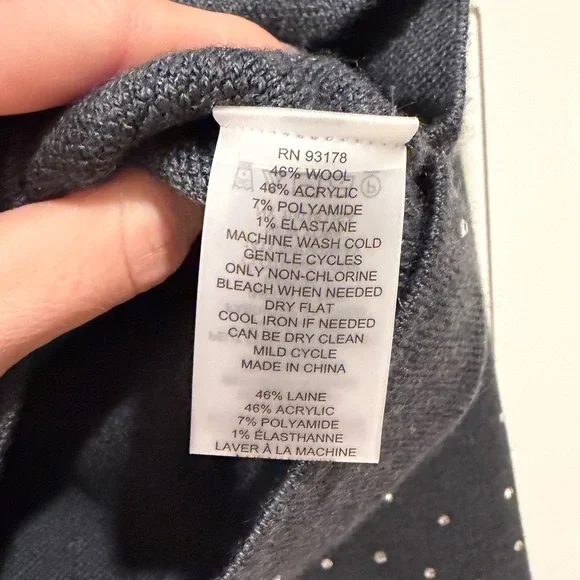 RN 93178
46% WOOL
46% ACRYLIC
7% POLYAMIDE
1% ELASTANE
MACHINE WASH COLD
GENTLE CYCLES
ONLY NON-CHLORINE
BLEACH WHEN NEEDED
DRY FLAT
COOL IRON IF NEEDED
CAN BE DRY CLEAN
MILD CYCLE
MADE IN CHINA
46% LAINE
46% ACRYLIC
7% POLYAMIDE
1% ÉLASTHANNE
LAVER À LA MACHINE